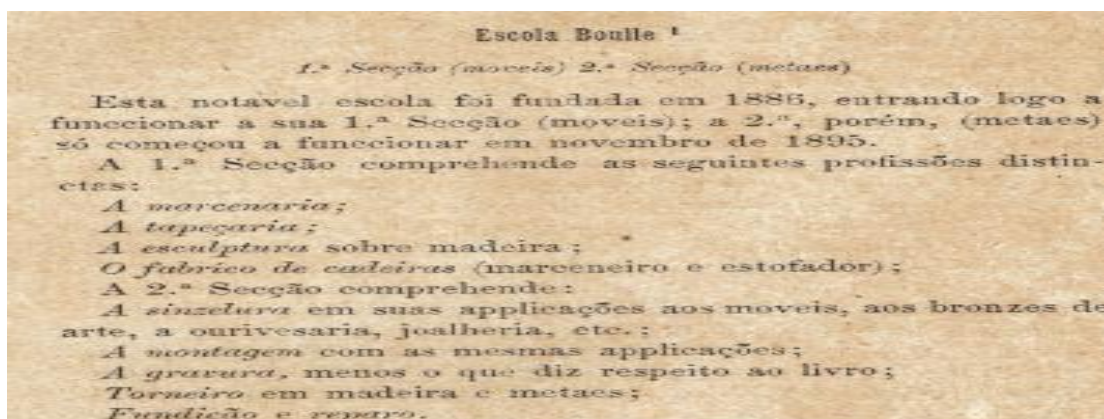 Escola Boulle ¹
1.ª Secção (moveis) 2.ª Secção (metaes)
Esta notavel escola foi fundada em 1886, entrando logo a
funccionar a sua 1.ª Secção (moveis); a 2.ª, porém, (metaes)
só começou a funccionar em novembro de 1895.
A 1.ª Secção comprehende as seguintes profissões distin-
ctas:
A marcenaria;
A tapeçaria;
A esculptura sobre madeira;
O fabrico de cadeiras (marceneiro e estofador);
A 2.ª Secção comprehende:
A sinzelura em suas applicações aos moveis, aos bronzes de
arte, a ourivesaria, joalheria, etc.;
A montagem com as mesmas applicações;
A gravura, menos o que diz respeito ao livro;
Torneiro em madeira e metaes;
Fundição e reparo.